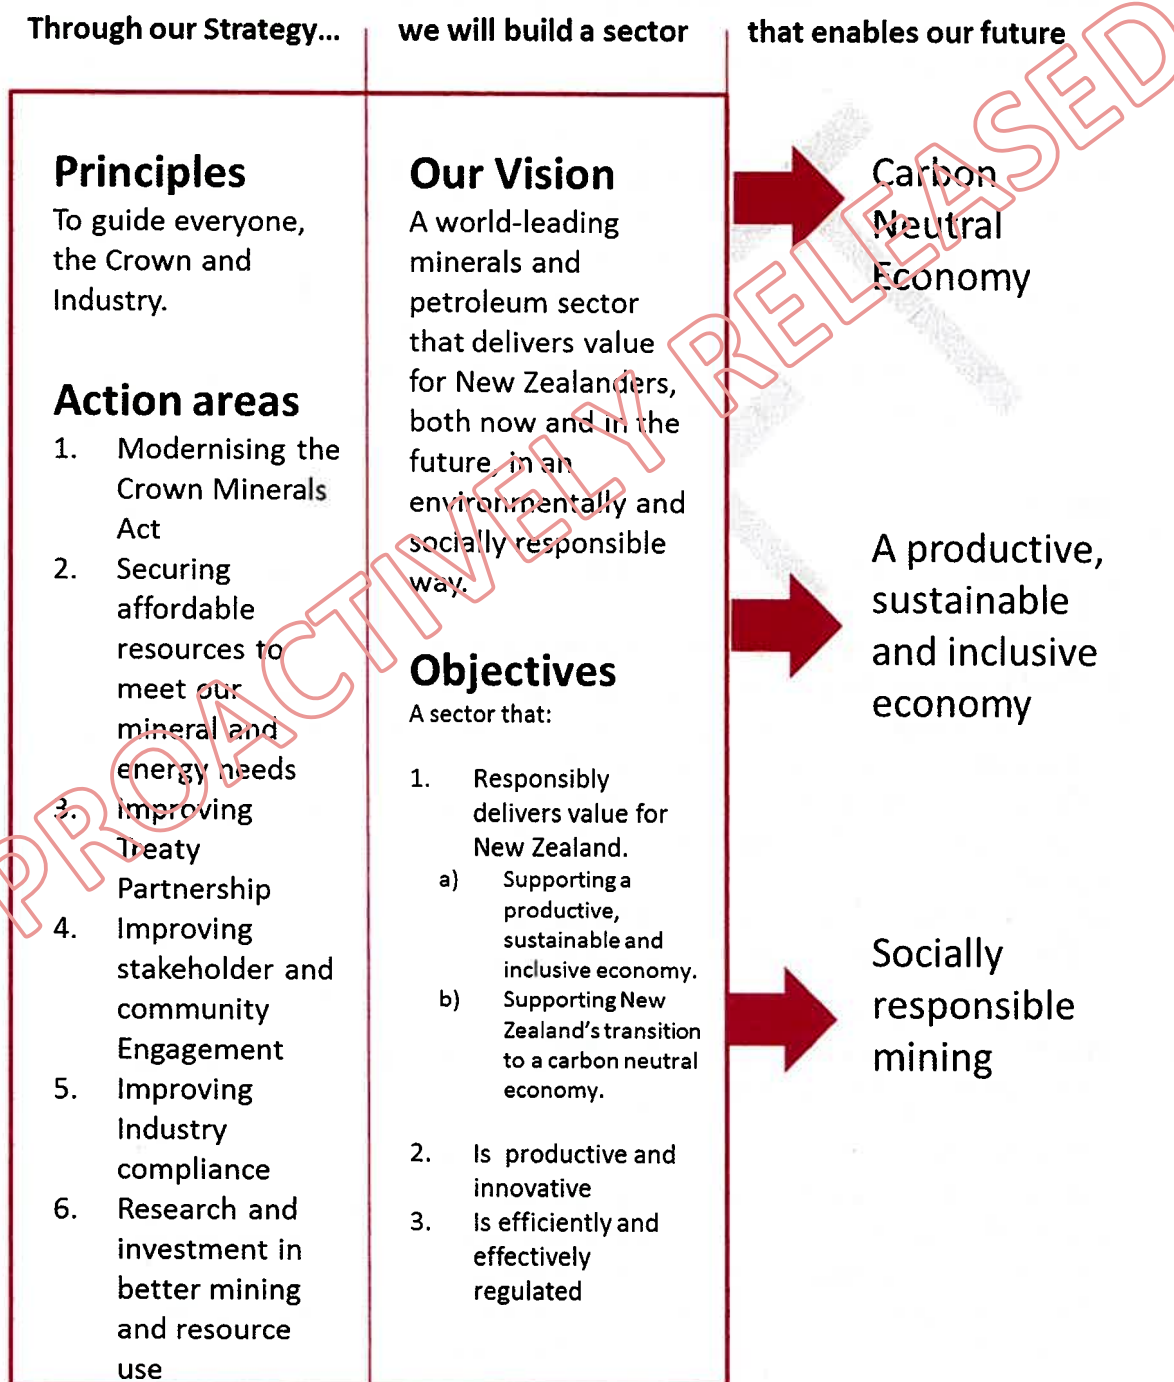 Through our Strategy...
we will build a sector
that enables our future
Principles
To guide everyone,
the Crown and
Industry.
Action areas
1. Modernising the
Crown Minerals
Act
2. Securing
affordable
resources to
meet our
mineral and
energy needs
3. Improving
Treaty
Partnership
4. Improving
stakeholder and
community
Engagement
5. Improving
Industry
compliance
6. Research and
investment in
better mining
and resource
use
Our Vision
A world-leading
minerals and
petroleum sector
that delivers value
for New Zealanders,
both now and in the
future, in an
environmentally and
socially responsible
way.
Objectives
A sector that:
1. Responsibly
delivers value for
New Zealand.
a) Supporting a
productive,
sustainable and
inclusive economy.
b) Supporting New
Zealand's transition
to a carbon neutral
economy.
2. Is productive and
innovative
3. Is efficiently and
effectively
regulated
Carbon
Neutral
Economy
A productive,
sustainable
and inclusive
economy
Socially
responsible
mining
PROACTIVELY RELEASED